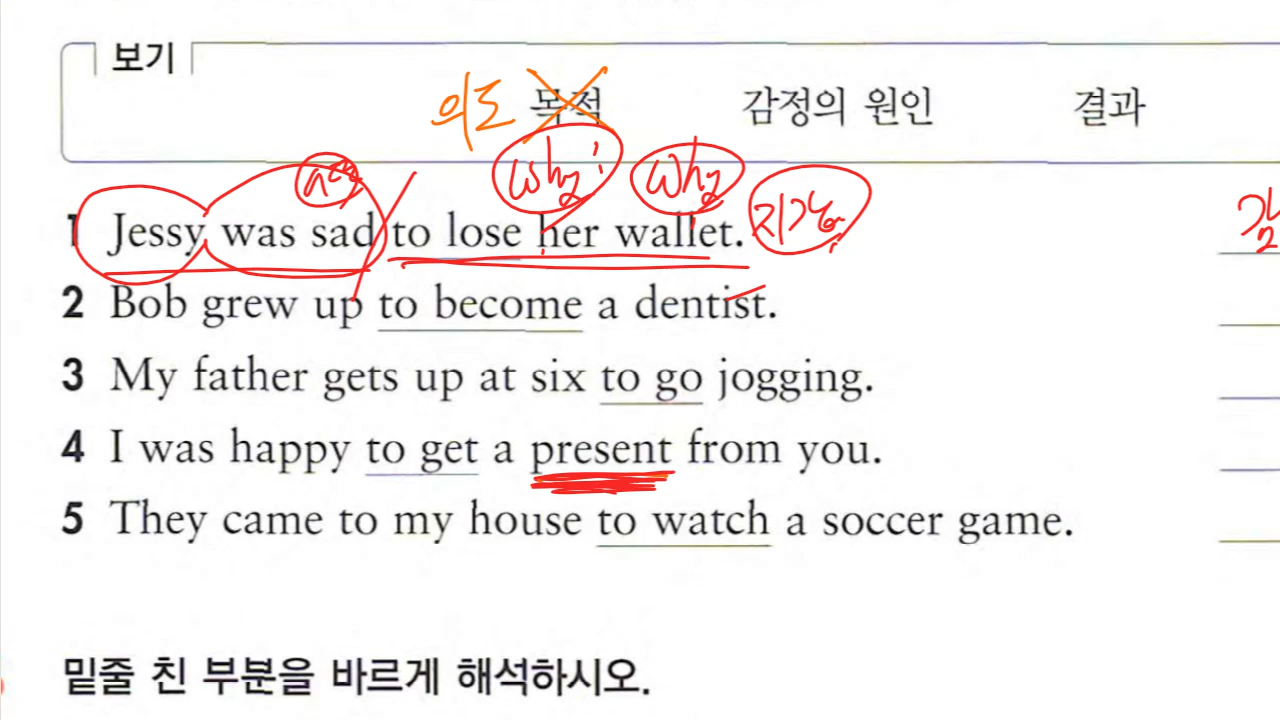 보기
의도 목적 감정의 원인 결과
why? why
1 Jessy was sad to lose her wallet. 감
2 Bob grew up to become a dentist.
3 My father gets up at six to go jogging.
4 I was happy to get a present from you.
5 They came to my house to watch a soccer game.
밑줄 친 부분을 바르게 해석하시오.